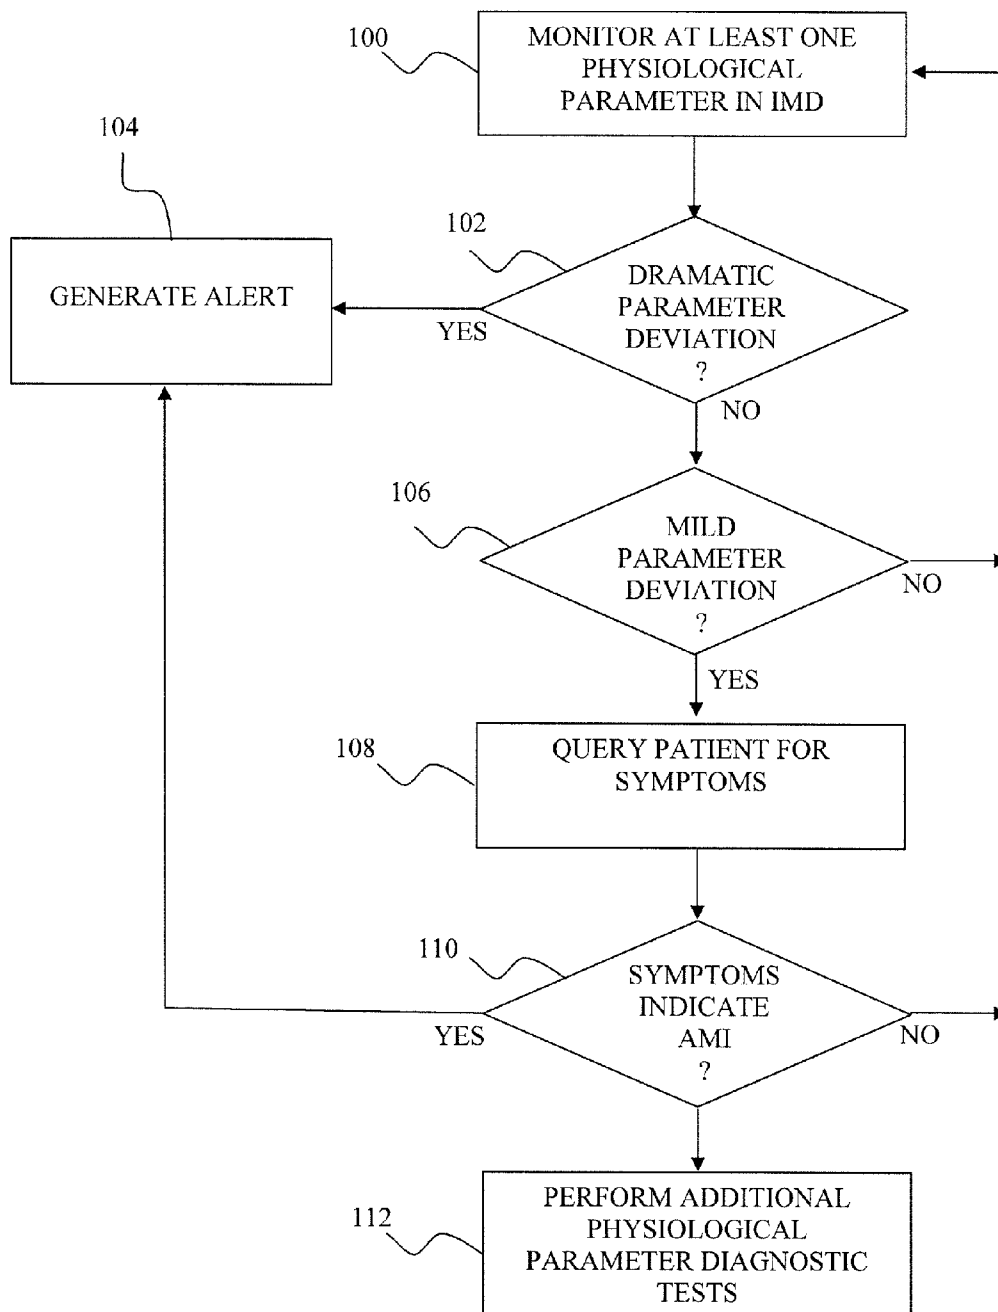 100
MONITOR AT LEAST ONE
PHYSIOLOGICAL
PARAMETER IN IMD
104
GENERATE ALERT
102
DRAMATIC
PARAMETER
DEVIATION
?
YES
NO
106
MILD
PARAMETER
DEVIATION
?
NO
YES
108
QUERY PATIENT FOR
SYMPTOMS
110
SYMPTOMS
INDICATE
AMI
?
YES
NO
112
PERFORM ADDITIONAL
PHYSIOLOGICAL
PARAMETER DIAGNOSTIC
TESTS